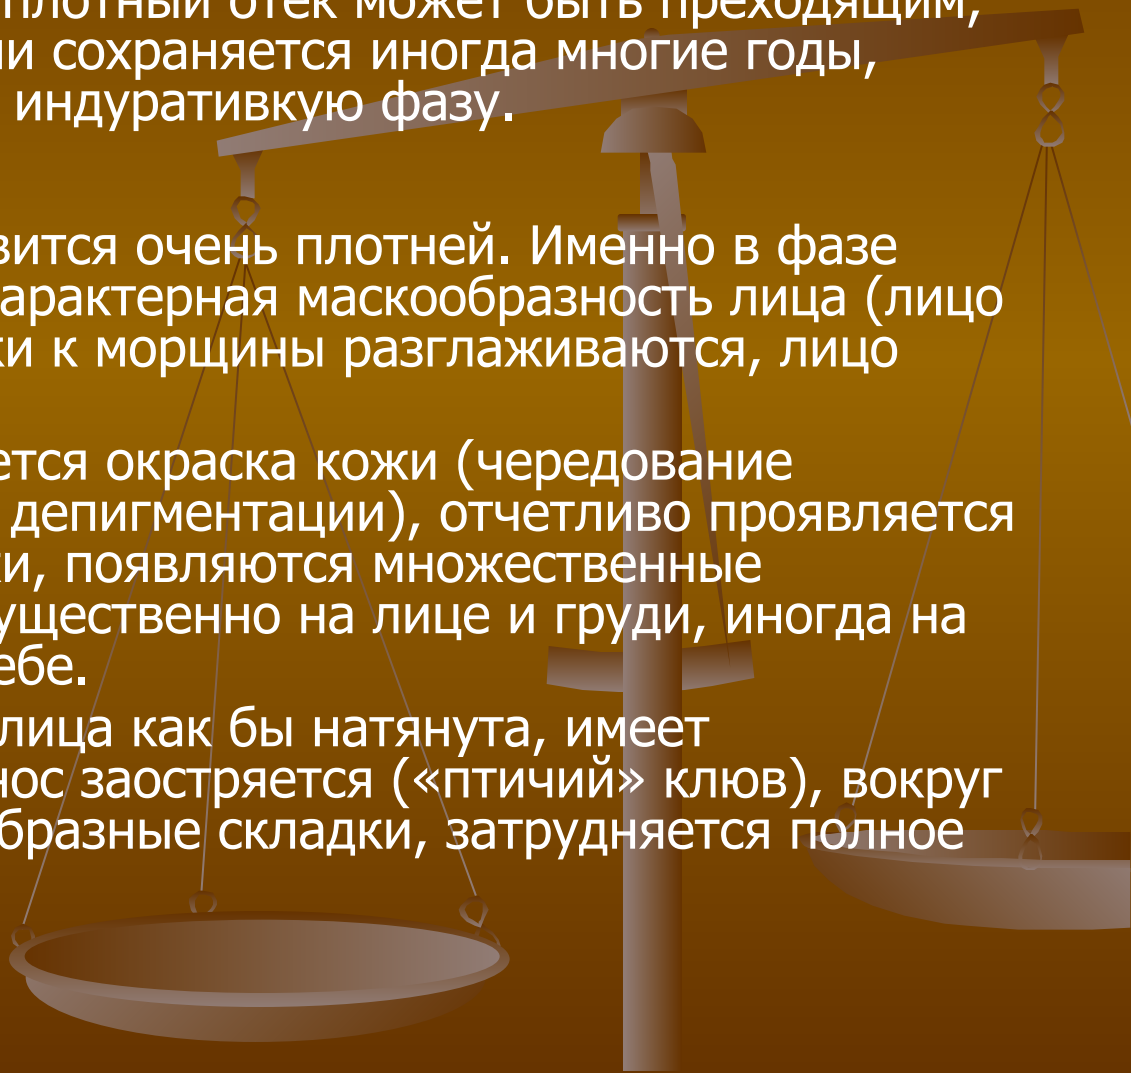 плотный отек может быть преходящим,
и сохраняется иногда многие годы,
индуративкую фазу.
вится очень плотней. Именно в фазе
арактерная маскообразность лица (лицо
ки к морщины разглаживаются, лицо
ется окраска кожи (чередование
депигментации), отчетливо проявляется
ки, появляются множественные
ущественно на лице и груди, иногда на
ебе.
лица как бы натянута, имеет
нос заостряется («птичий» клюв), вокруг
бразные складки, затрудняется полное